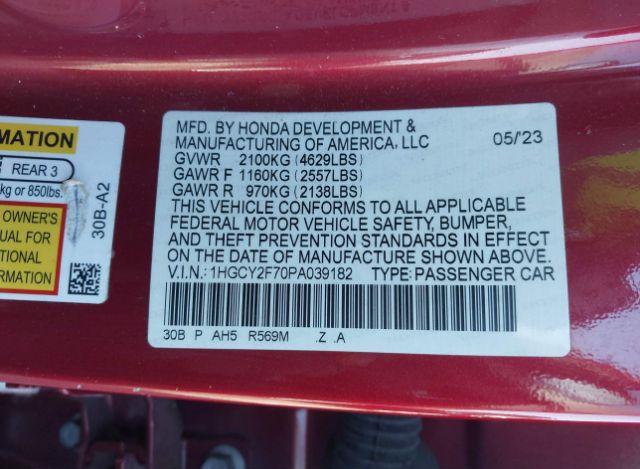 MATION
REAR 3
kg or 850lbs.
OWNER'S
UAL FOR
TIONAL
ATION
30B-A2
MFD. BY HONDA DEVELOPMENT &
MANUFACTURING OF AMERICA, LLC 05/23
GVWR 2100KG (4629LBS)
GAWR F 1160KG (2557LBS)
GAWR R 970KG (2138LBS)
THIS VEHICLE CONFORMS TO ALL APPLICABLE
FEDERAL MOTOR VEHICLE SAFETY, BUMPER,
AND THEFT PREVENTION STANDARDS IN EFFECT
ON THE DATE OF MANUFACTURE SHOWN ABOVE.
V.I.N.: 1HGCY2F70PA039182 TYPE: PASSENGER CAR
30B P AH5 R569M .Z .A